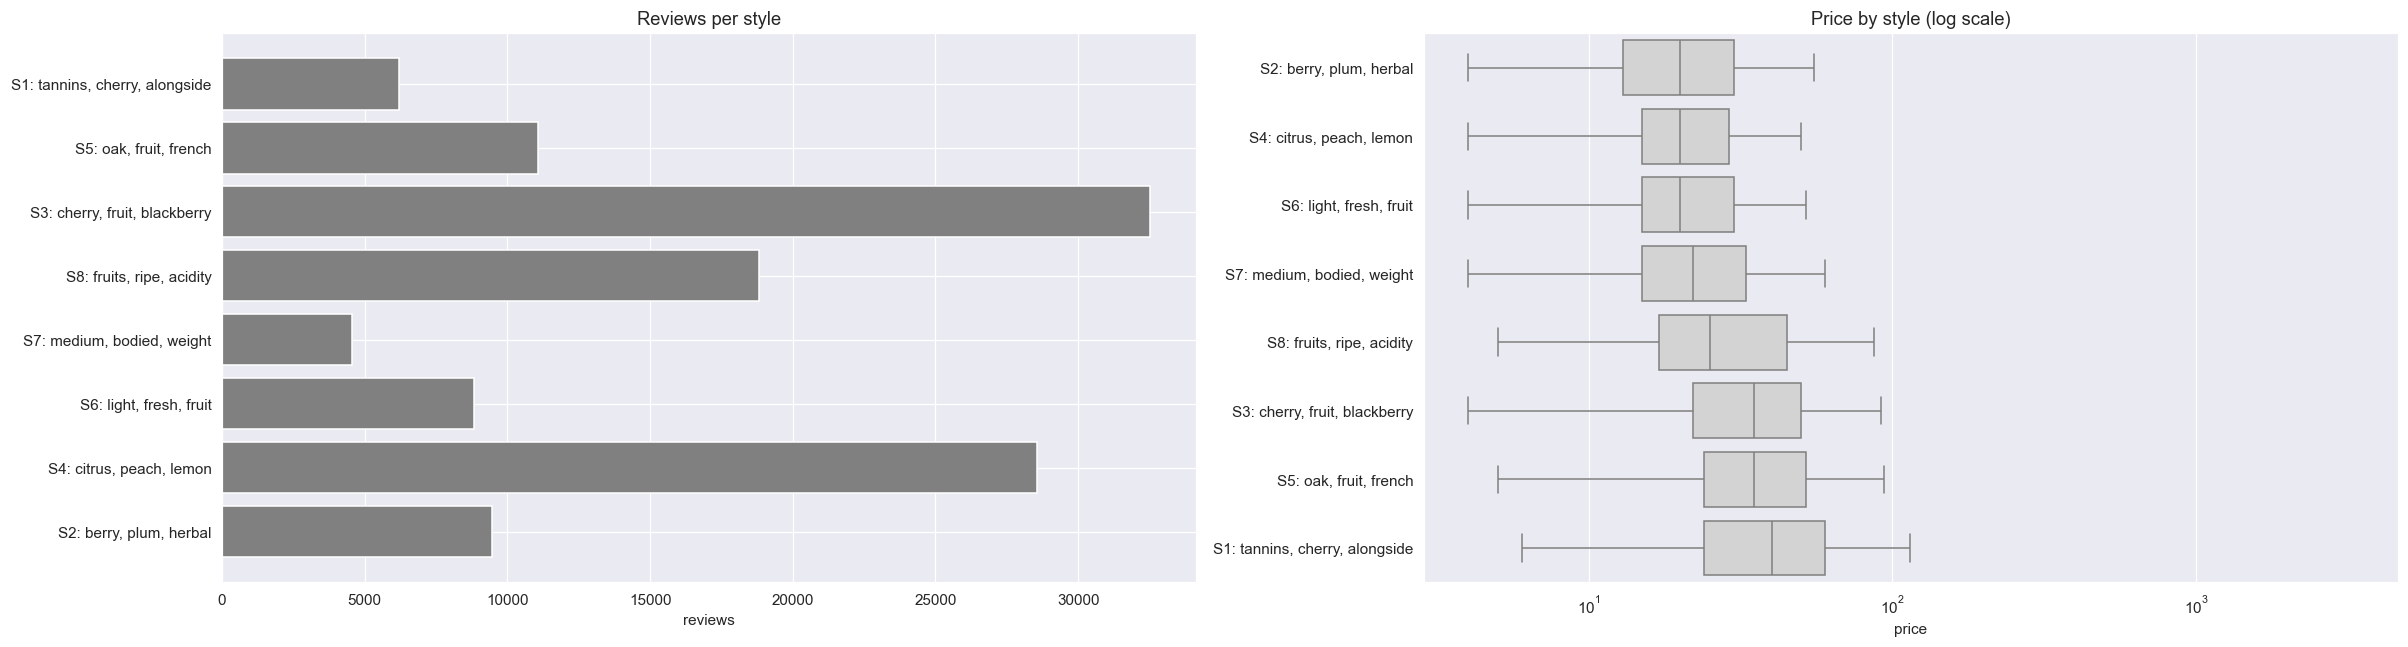 Reviews per style
S1: tannins, cherry, alongside
S5: oak, fruit, french
S3: cherry, fruit, blackberry
S8: fruits, ripe, acidity
S7: medium, bodied, weight
S6: light, fresh, fruit
S4: citrus, peach, lemon
S2: berry, plum, herbal
0 5000 10000 15000 20000 25000 30000
reviews
Price by style (log scale)
S2: berry, plum, herbal
S4: citrus, peach, lemon
S6: light, fresh, fruit
S7: medium, bodied, weight
S8: fruits, ripe, acidity
S3: cherry, fruit, blackberry
S5: oak, fruit, french
S1: tannins, cherry, alongside
10¹ 10² 10³
price